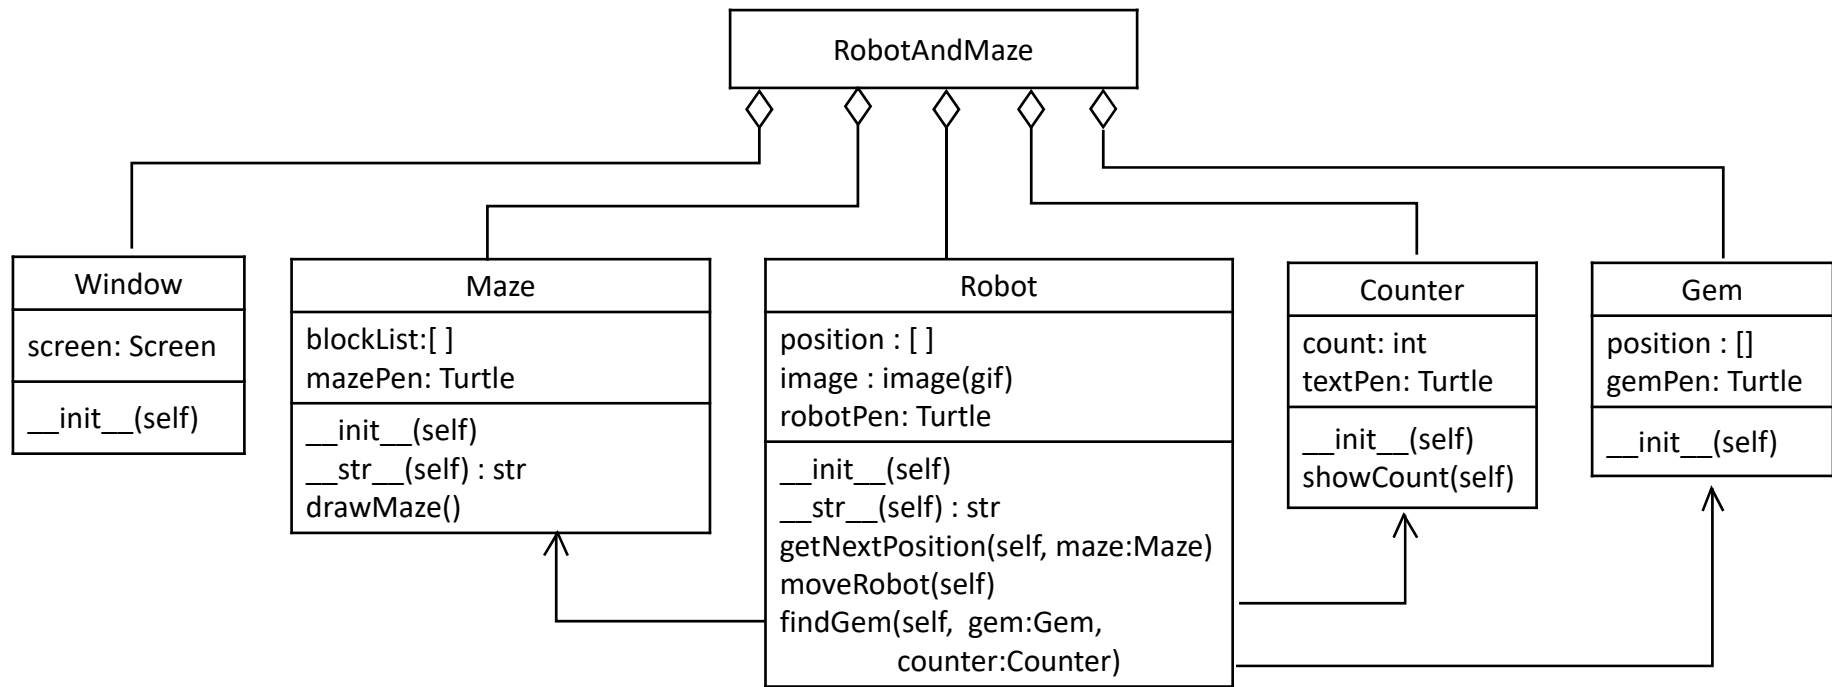 RobotAndMaze
Window
screen: Screen
__init__(self)
Maze
blockList:[ ]
mazePen: Turtle
__init__(self)
__str__(self) : str
drawMaze()
Robot
position : [ ]
image : image(gif)
robotPen: Turtle
__init__(self)
__str__(self) : str
getNextPosition(self, maze:Maze)
moveRobot(self)
findGem(self,  gem:Gem,
counter:Counter)
Counter
count: int
textPen: Turtle
__init__(self)
showCount(self)
Gem
position : []
gemPen: Turtle
__init__(self)